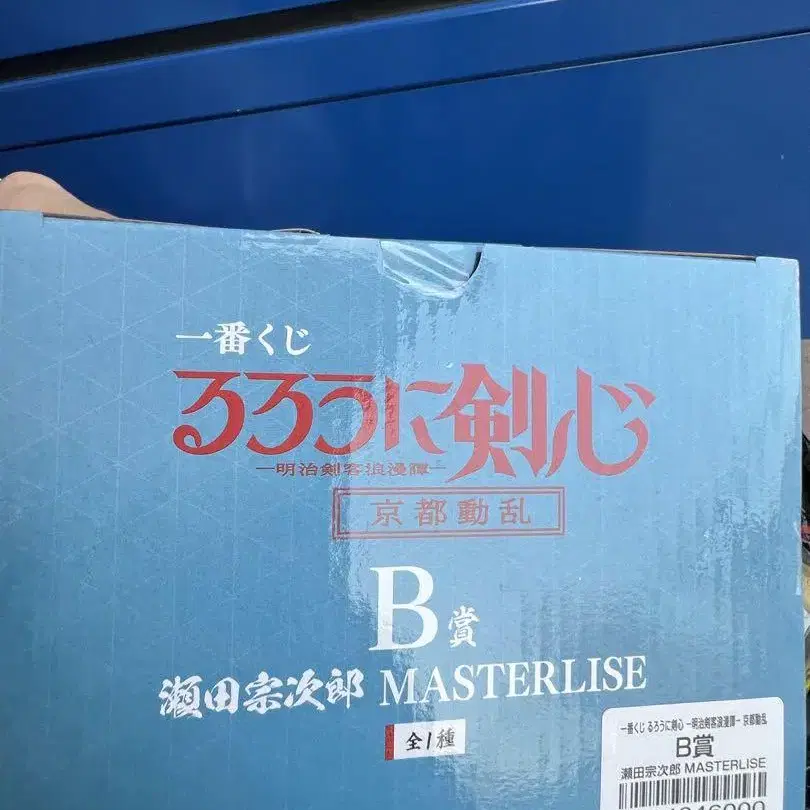 一番くじ
るろうに剣心
—明治剣客浪漫譚—
京都動乱
B賞
瀬田宗次郎 MASTERLISE
全1種
一番くじ るろうに剣心 −明治剣客浪漫譚− 京都動乱
B賞
瀬田宗次郎 MASTERLISE